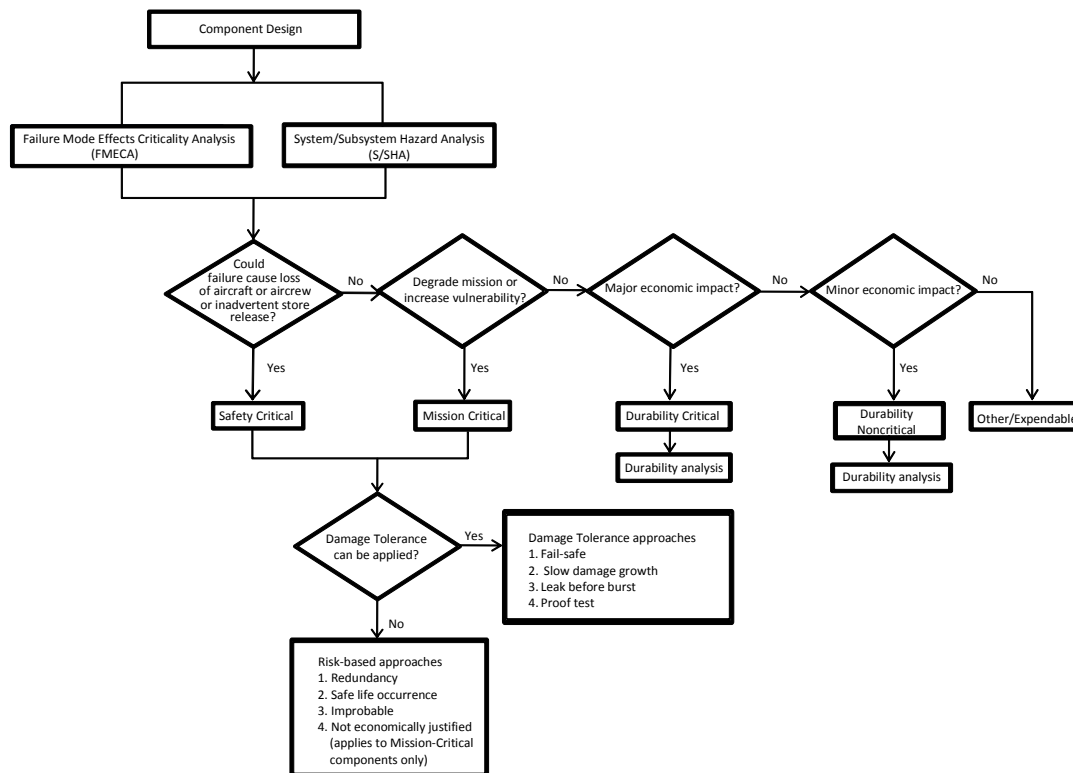 Component Design
Failure Mode Effects Criticality Analysis
(FMECA)
System/Subsystem Hazard Analysis
(S/SHA)
Could
failure cause loss
of aircraft or aircrew
or inadvertent store
release?
No
Degrade mission or
increase vulnerability?
No
Major economic impact?
No
Minor economic impact?
No
Yes
Yes
Yes
Yes
Safety Critical
Mission Critical
Durability Critical
Durability
Noncritical
Other/Expendable
Durability analysis
Durability analysis
Damage Tolerance
can be applied?
Yes
Damage Tolerance approaches
1. Fail-safe
2. Slow damage growth
3. Leak before burst
4. Proof test
No
Risk-based approaches
1. Redundancy
2. Safe life occurrence
3. Improbable
4. Not economically justified
(applies to Mission-Critical
components only)